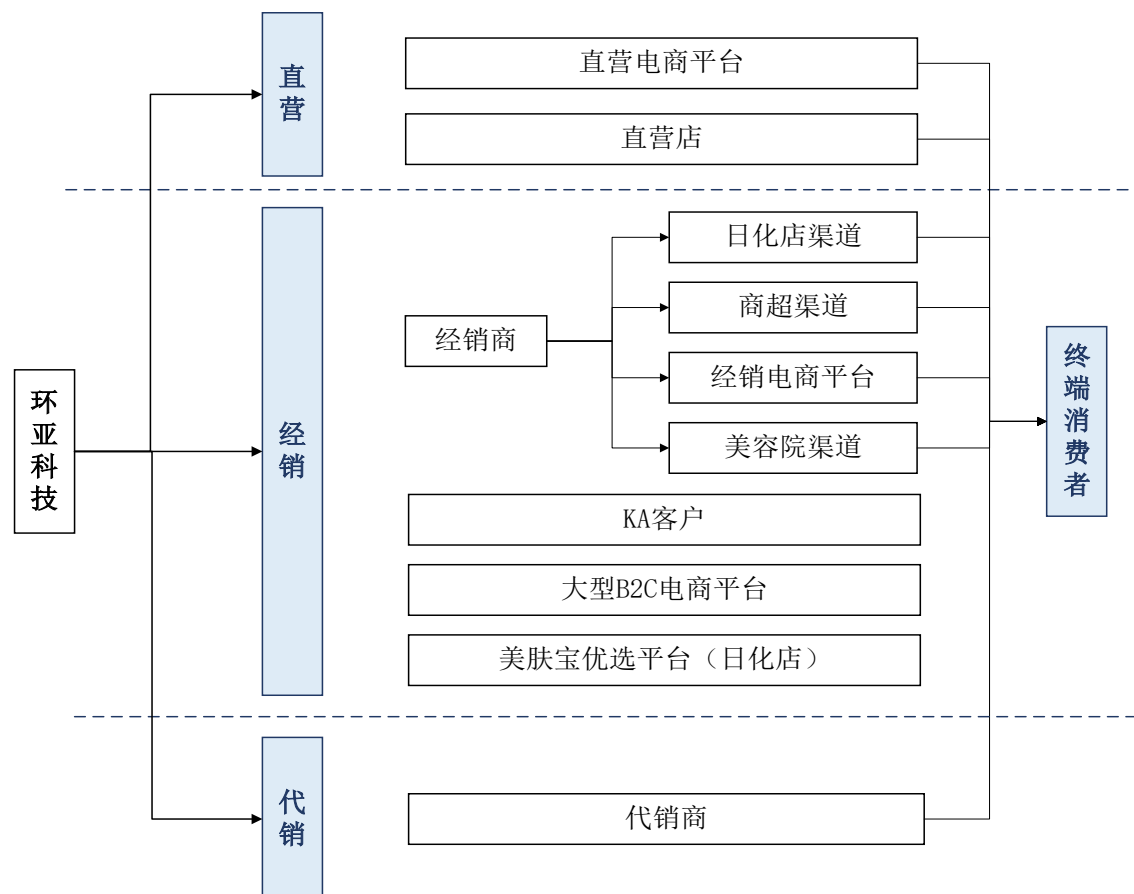 直营
直营电商平台
直营店
日化店渠道
商超渠道
经销商
经销电商平台
美容院渠道
环亚科技
经销
终端消费者
KA客户
大型B2C电商平台
美肤宝优选平台（日化店）
代销
代销商